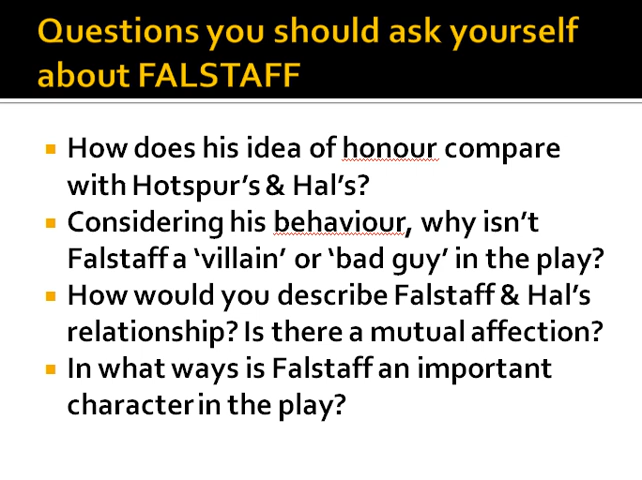 Questions you should ask yourself
about FALSTAFF
How does his idea of honour compare
with Hotspur’s & Hal’s?
Considering his behaviour, why isn’t
Falstaff a ‘villain’ or ‘bad guy’ in the play?
How would you describe Falstaff & Hal’s
relationship? Is there a mutual affection?
In what ways is Falstaff an important
character in the play?